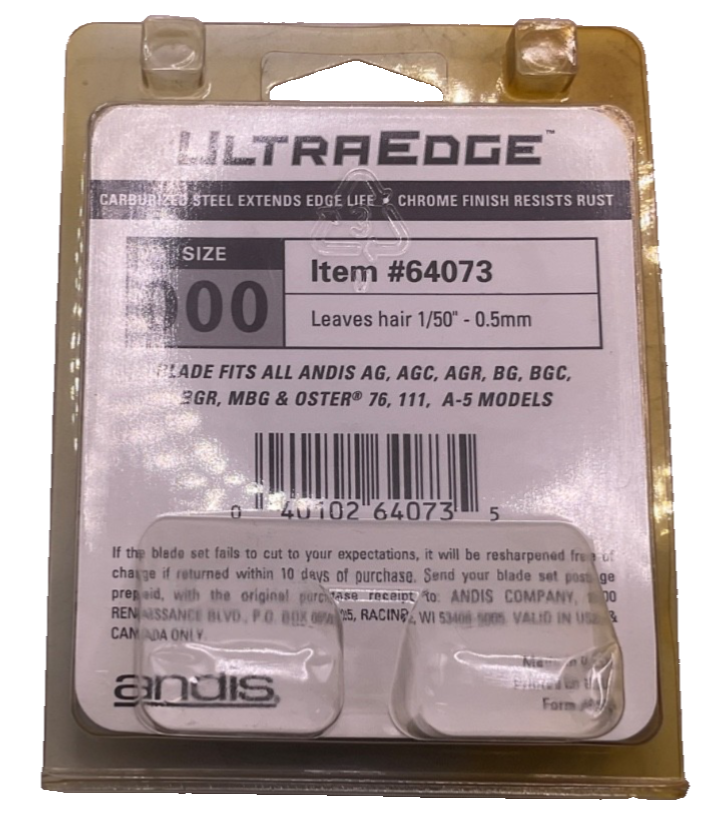 ULTRAEDGE™
CARBURIZED STEEL EXTENDS EDGE LIFE • CHROME FINISH RESISTS RUST
SIZE
000
Item #64073
Leaves hair 1/50" - 0.5mm
BLADE FITS ALL ANDIS AG, AGC, AGR, BG, BGC,
BGR, MBG & OSTER® 76, 111, A-5 MODELS
0 40102 64073 5
If the blade set fails to cut to your expectations, it will be resharpened free of
charge if returned within 10 days of purchase. Send your blade set postage
prepaid, with the original purchase receipt to: ANDIS COMPANY,
RENAISSANCE BLVD., P.O. BOX RACINE, WI VALID IN USA &
CANADA ONLY.
andis
Form